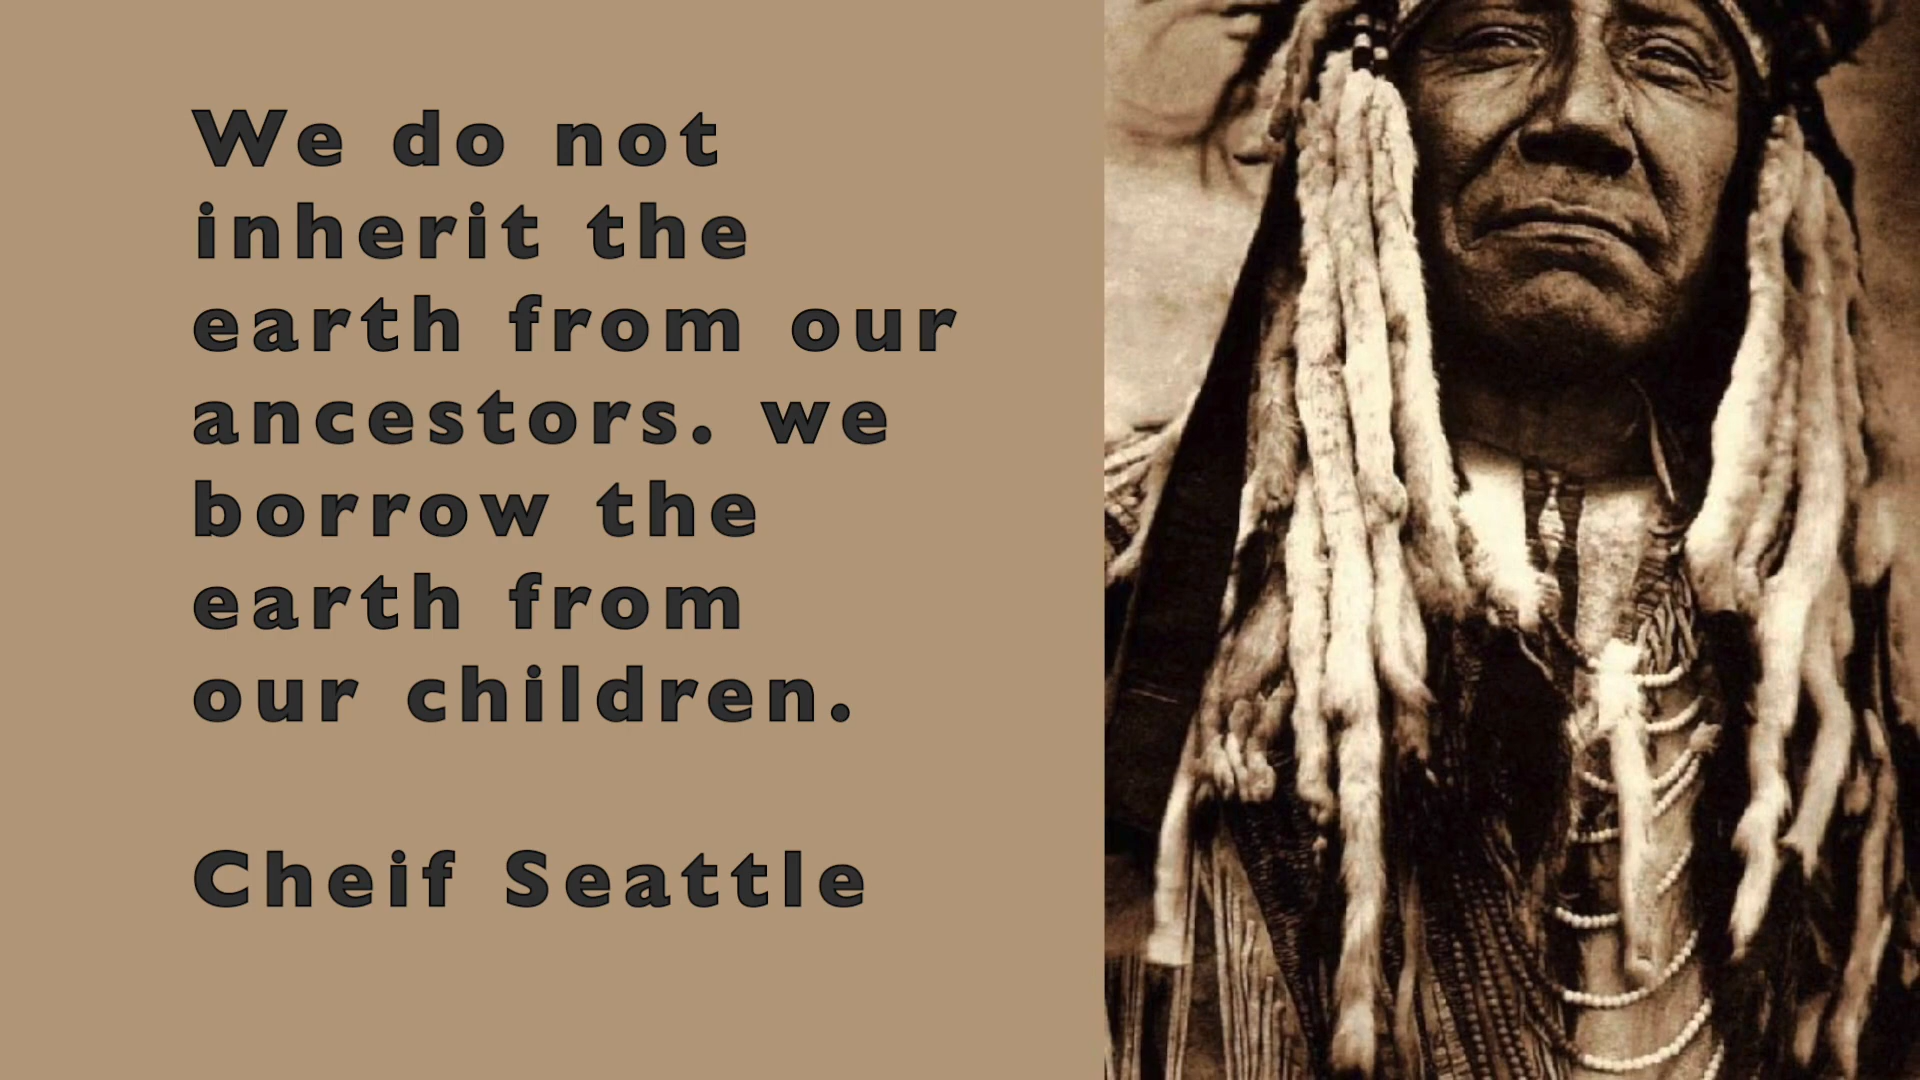 We do not
inherit the
earth from our
ancestors. we
borrow the
earth from
our children.
Cheif Seattle